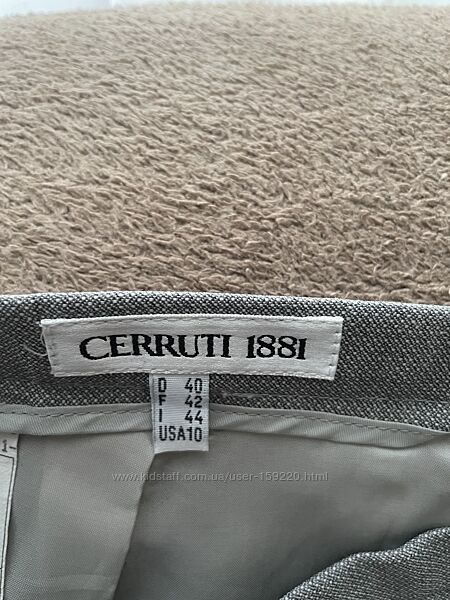 CERRUTI 1881
D 40
F 42
I 44
USA10
www.kidstaff.com.ua/user-159220.html